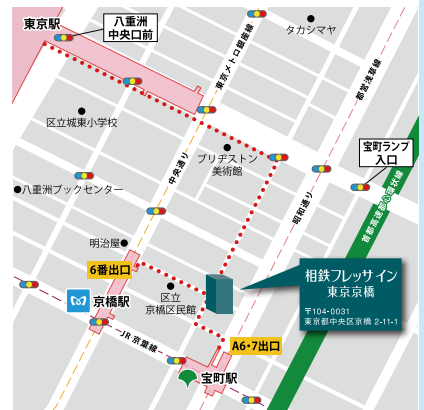 東京駅
八重洲
中央口前
タカシマヤ
東京メトロ銀座線
都営浅草線
区立城東小学校
ブリヂストン
美術館
宝町ランプ
入口
八重洲ブックセンター
中央通り
昭和通り
首都高速都心環状線
明治屋
6番出口
京橋駅
区立
京橋区民館
相鉄フレッサイン
東京京橋
〒104-0031
東京都中央区京橋 2-11-1
JR 京葉線
A6・7出口
宝町駅